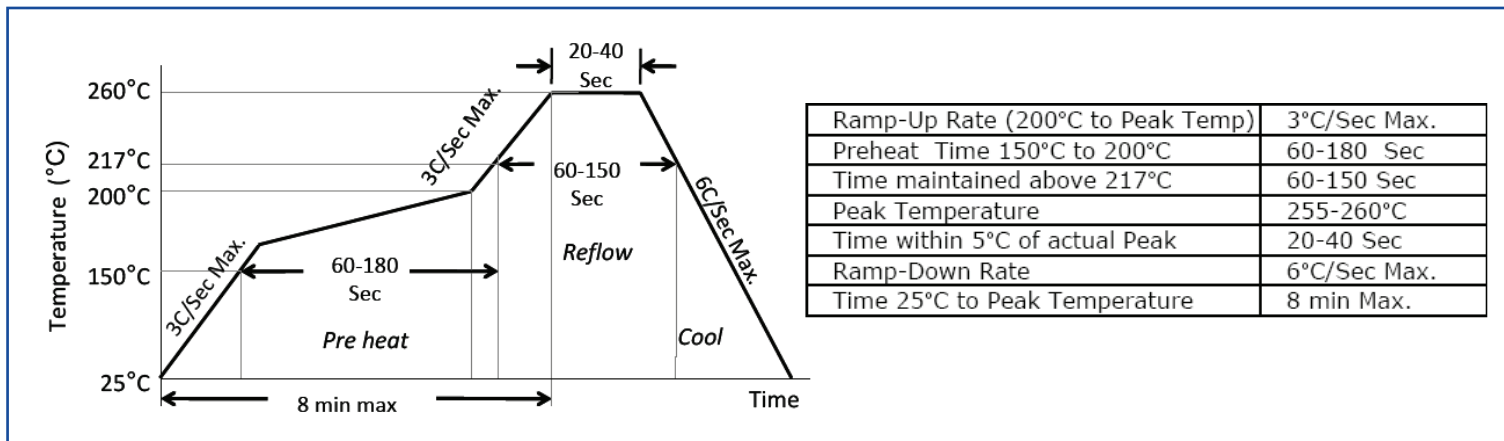 20-40
Sec
260°C
217°C
200°C
150°C
25°C
Temperature (°C)
3C/Sec Max.
3C/Sec Max.
6C/Sec Max.
60-150
Sec
Reflow
60-180
Sec
Pre heat
Cool
8 min max
Time
Ramp-Up Rate (200°C to Peak Temp) 3°C/Sec Max.
Preheat Time 150°C to 200°C 60-180 Sec
Time maintained above 217°C 60-150 Sec
Peak Temperature 255-260°C
Time within 5°C of actual Peak 20-40 Sec
Ramp-Down Rate 6°C/Sec Max.
Time 25°C to Peak Temperature 8 min Max.